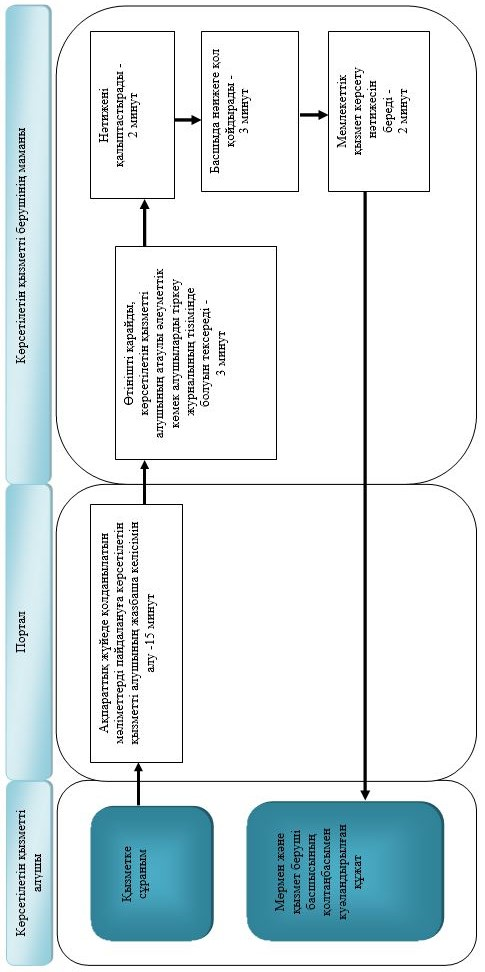 Көрсетілетін қызметті
алушы
Портал
Көрсетілетін қызметті берушінің маманы
Қызметке
сұраным
Ақпараттық жүйеде қолданылатын
мәліметтерді пайдалануға көрсетілетін
қызметті алушының жазбаша келісімін
алу -15 минут
Өтінішті қарайды,
көрсетілетін қызметті
алушының атаулы әлеуметтік
көмек алушыларды тіркеу
журналының тізімінде
болуын тексереді -
3 минут
Нәтижені
қалыптастырады -
2 минут
Басшыда нәижеге қол
қойдырады -
3 минут
Мемлекеттік
қызмет көрсету
нәтижесін
береді -
2 минут
Мөрмен және
қызмет беруші
басшысының
қолтаңбасымен
куәландырылған
құжат